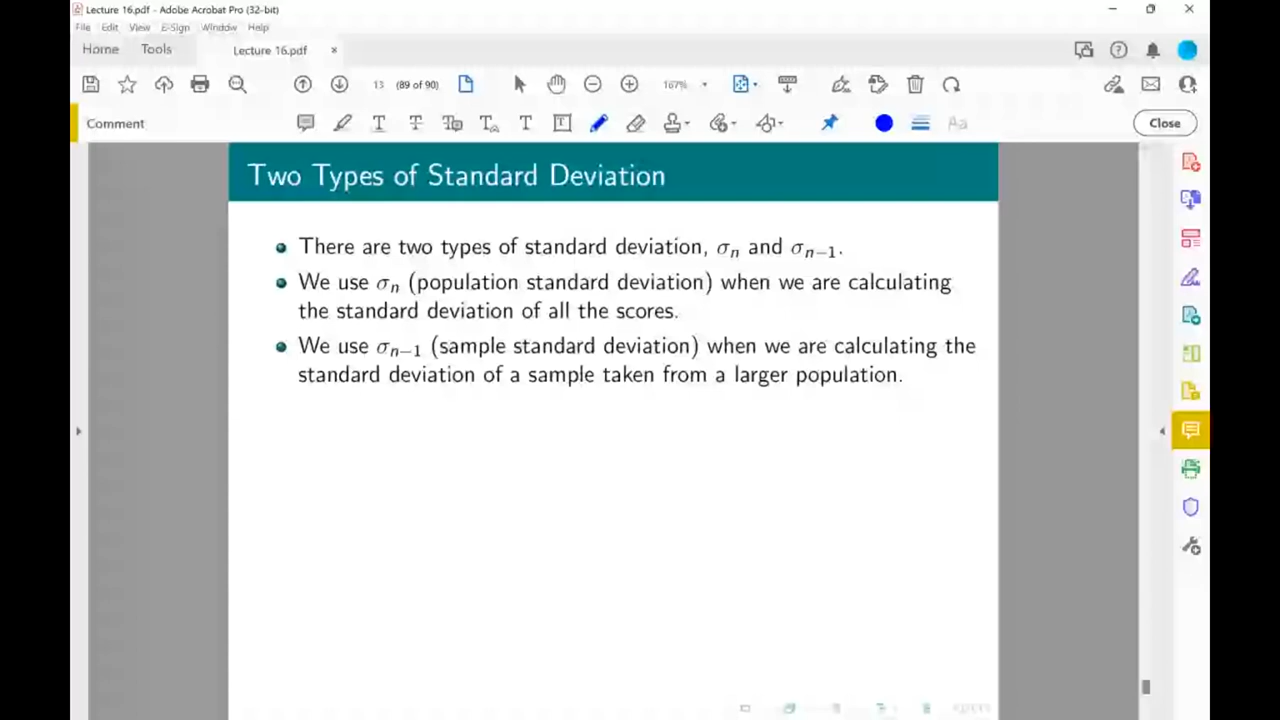 Lecture 16.pdf - Adobe Acrobat Pro (32-bit)
File Edit View E-Sign Window Help
Home Tools Lecture 16.pdf ×
13 (89 of 90) 167%
Comment Close
Two Types of Standard Deviation
There are two types of standard deviation, σn and σn−1.
We use σn (population standard deviation) when we are calculating
the standard deviation of all the scores.
We use σn−1 (sample standard deviation) when we are calculating the
standard deviation of a sample taken from a larger population.